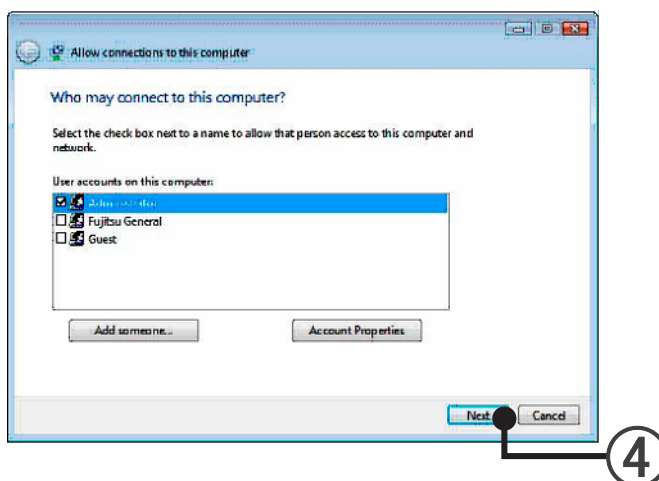 Allow connections to this computer
Who may connect to this computer?
Select the check box next to a name to allow that person access to this computer and
network.
User accounts on this computer:
Fujitsu General
Guest
Add someone...
Account Properties
Next
Cancel
4